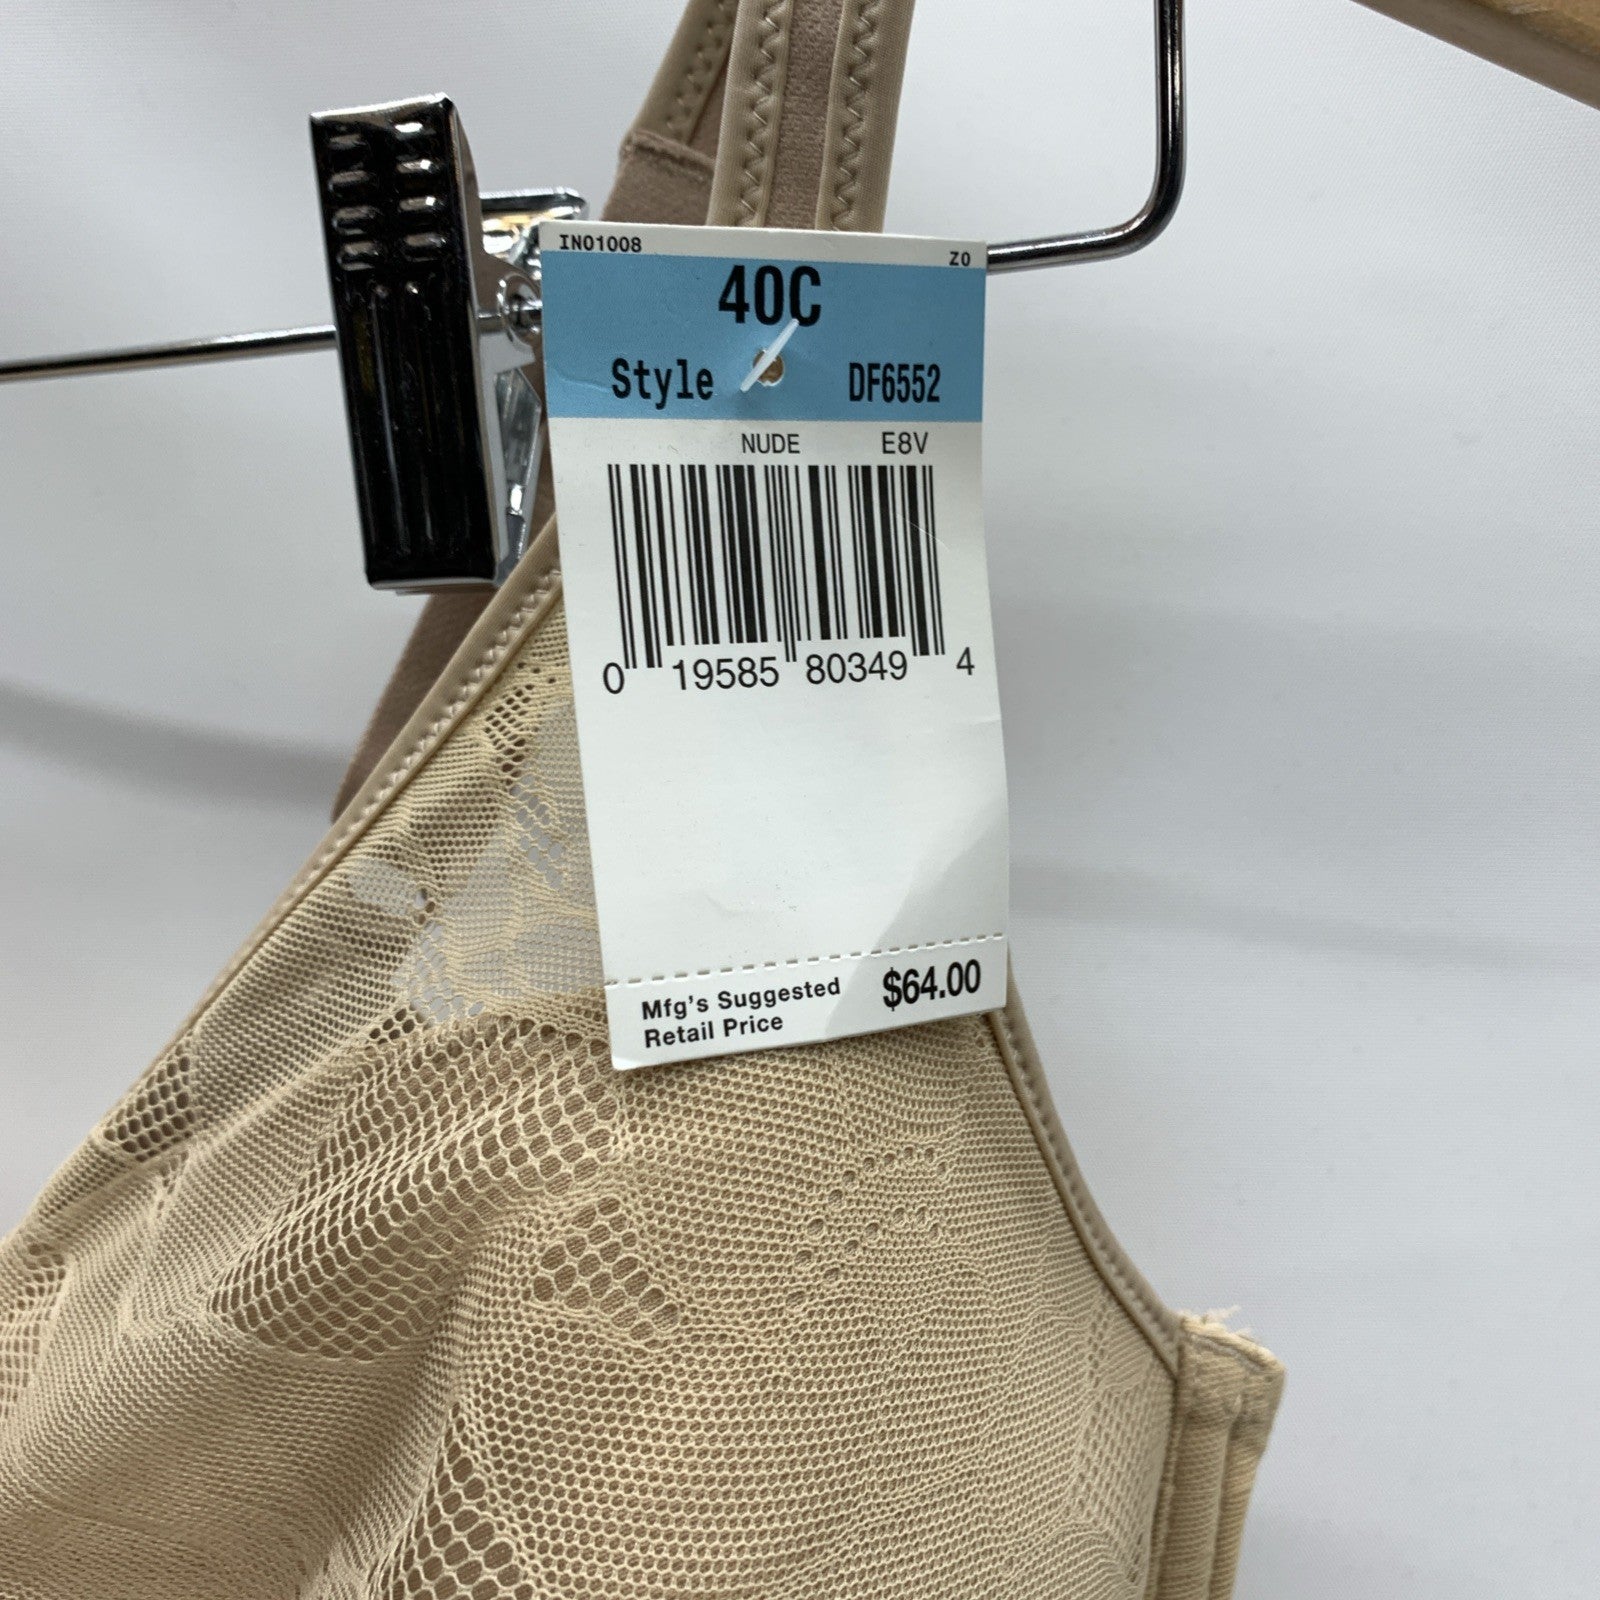 IN01008 Z0
40C
Style DF6552
NUDE E8V
0 19585 80349 4
Mfg's Suggested $64.00
Retail Price